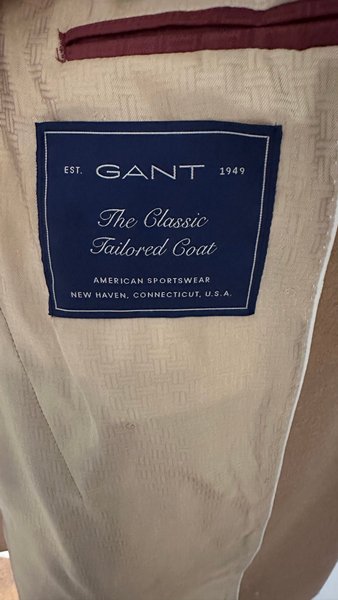 EST. GANT 1949
The Classic
Tailored Coat
AMERICAN SPORTSWEAR
NEW HAVEN, CONNECTICUT, U.S.A.